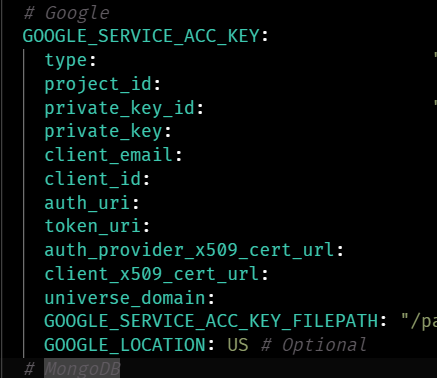 # Google
GOOGLE_SERVICE_ACC_KEY:
type: "
project_id:
private_key_id: "
private_key:
client_email:
client_id:
auth_uri:
token_uri:
auth_provider_x509_cert_url:
client_x509_cert_url:
universe_domain:
GOOGLE_SERVICE_ACC_KEY_FILEPATH: "/pa
GOOGLE_LOCATION: US # Optional
# MongoDB